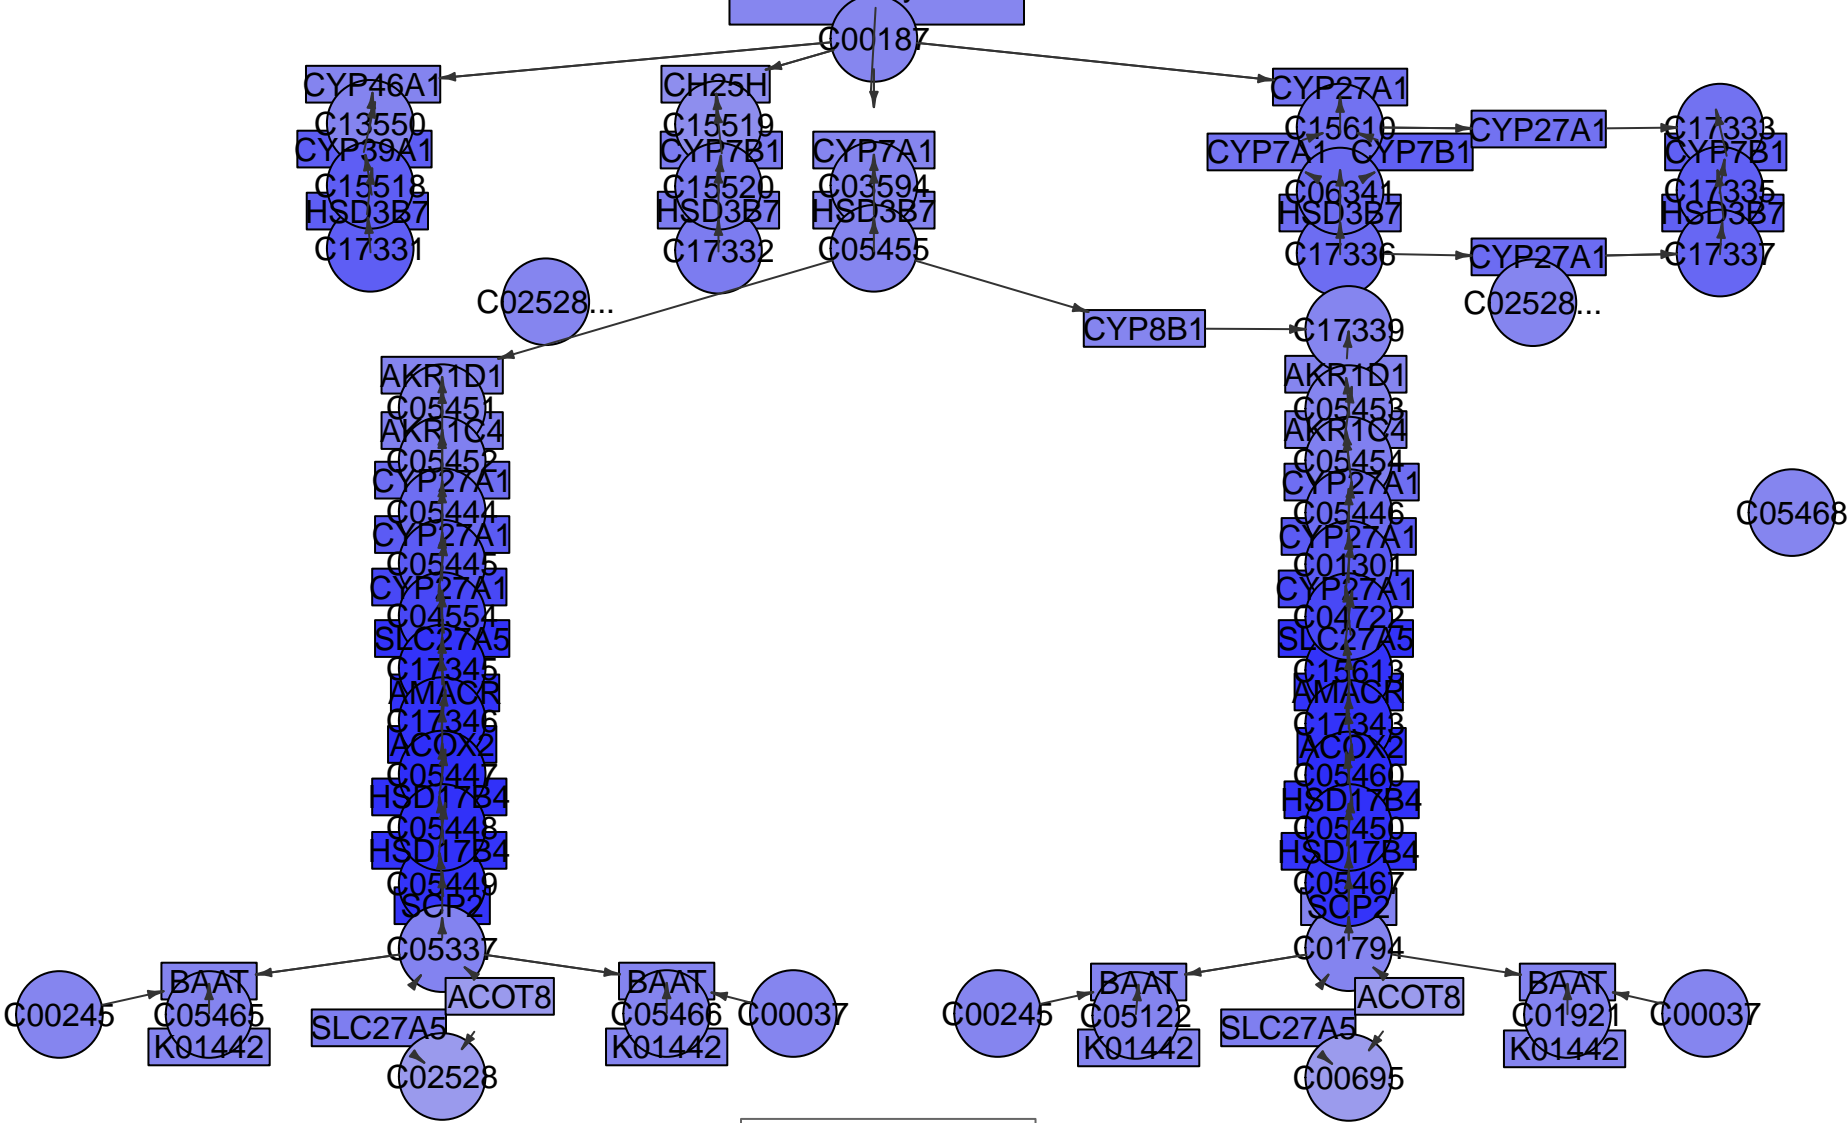 C00187
CYP46A1
CH25H
CYP27A1
C13550
C15519
C15610
CYP27A1
C17333
CYP39A1
CYP7B1
CYP7A1
CYP7A1
CYP7B1
CYP7B1
C15518
C15520
C03594
C06341
C17335
HSD3B7
HSD3B7
HSD3B7
HSD3B7
HSD3B7
C17331
C17332
C05455
C17336
CYP27A1
C17337
C02528...
C02528...
CYP8B1
C17339
AKR1D1
AKR1D1
C05451
C05453
AKR1C4
AKR1C4
C05452
C05454
CYP27A1
CYP27A1
C05444
C05446
C05468
CYP27A1
CYP27A1
C05445
C01301
CYP27A1
CYP27A1
C04554
C04722
SLC27A5
SLC27A5
C17345
C15613
AMACR
AMACR
C17346
C17343
ACOX2
ACOX2
C05447
C05460
HSD17B4
HSD17B4
C05448
C05450
HSD17B4
HSD17B4
C05449
C05467
SCP2
SCP2
C05337
C01794
BAAT
BAAT
BAAT
BAAT
ACOT8
ACOT8
C00245
C05465
C05466
C00037
C00245
C05122
C01921
C00037
SLC27A5
SLC27A5
K01442
K01442
K01442
K01442
C02528
C00695